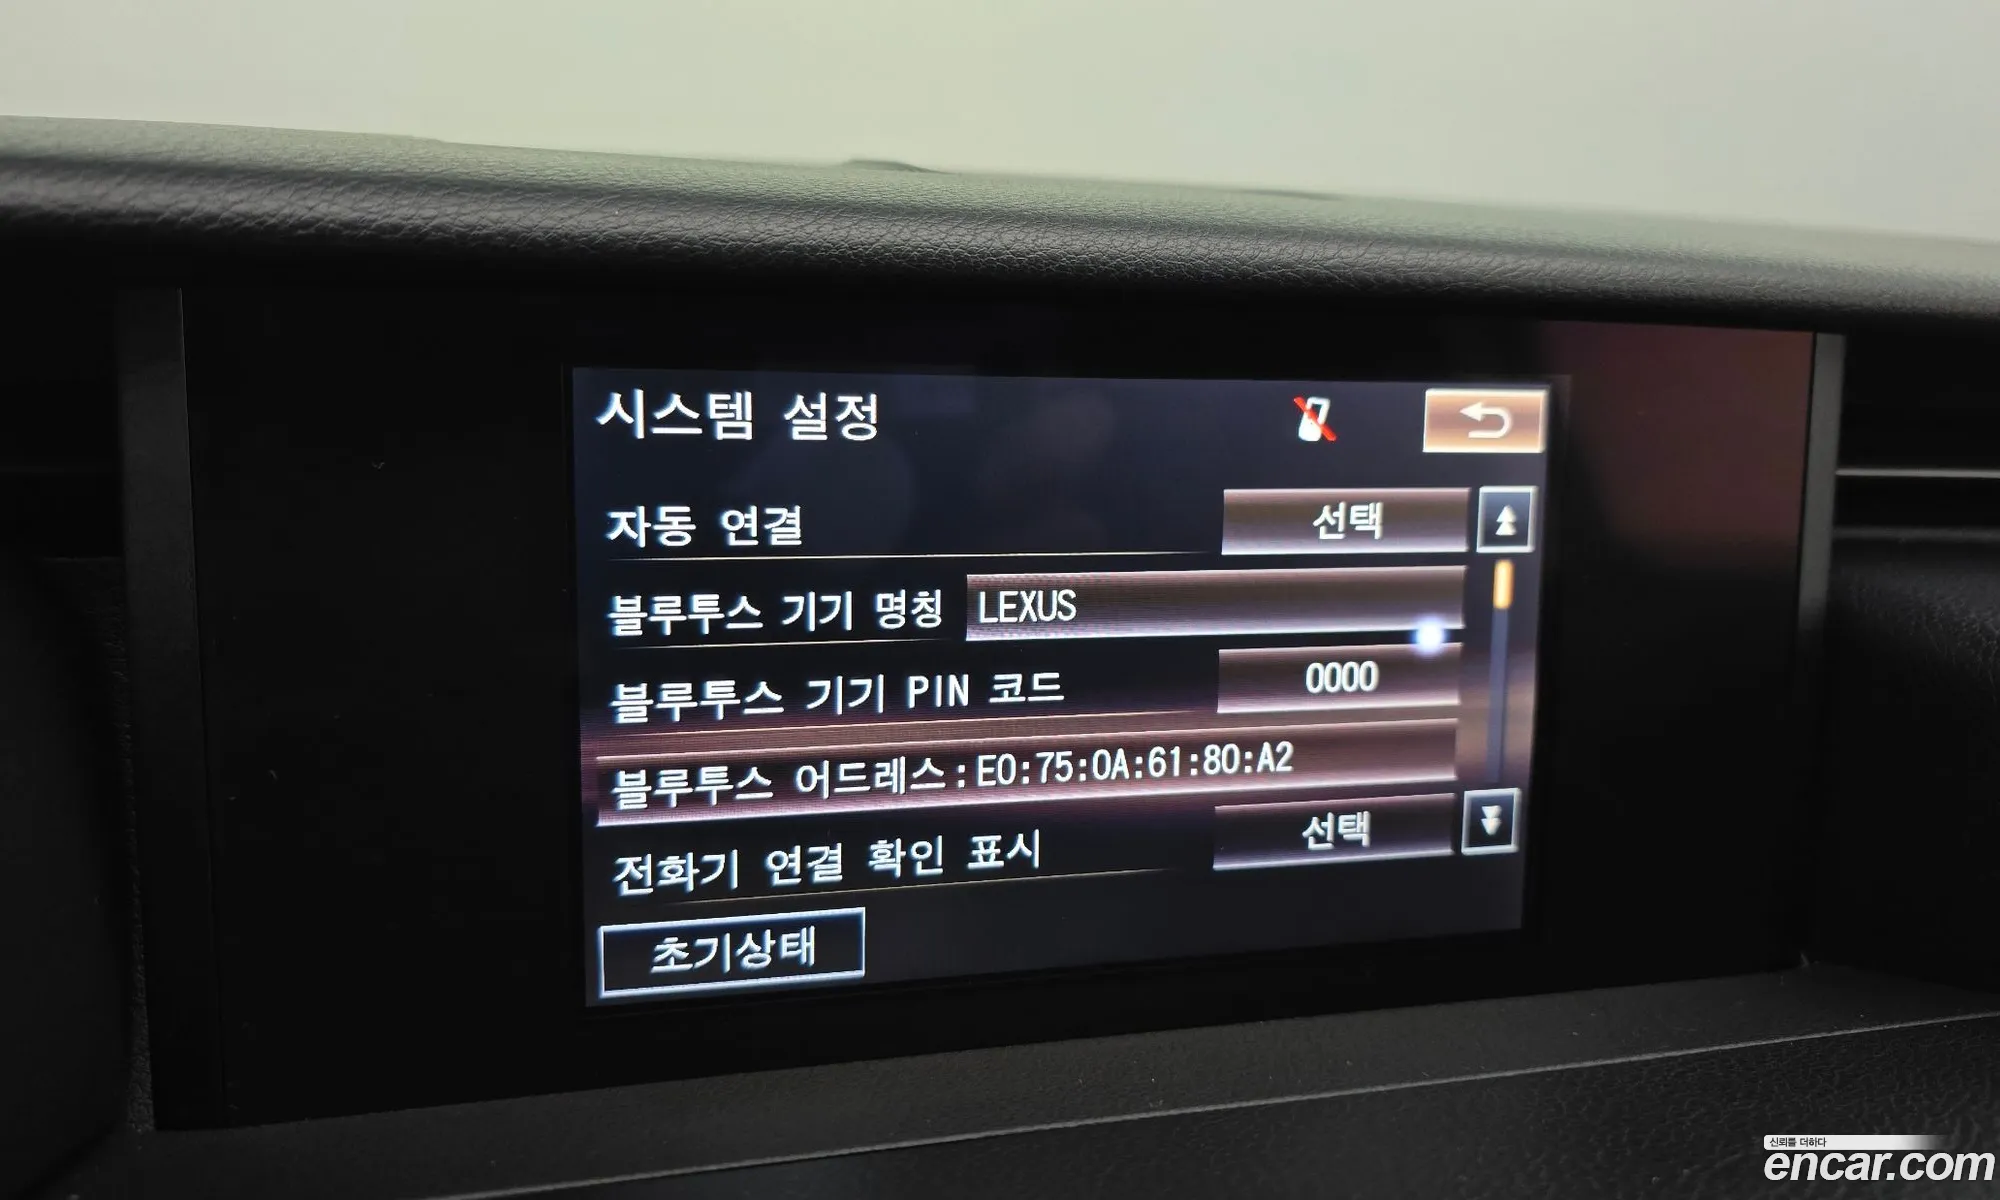 시스템 설정
자동 연결 선택
블루투스 기기 명칭 LEXUS
블루투스 기기 PIN 코드 0000
블루투스 어드레스:E0:75:0A:61:80:A2
전화기 연결 확인 표시 선택
초기상태
신뢰를 더하다
encar.com